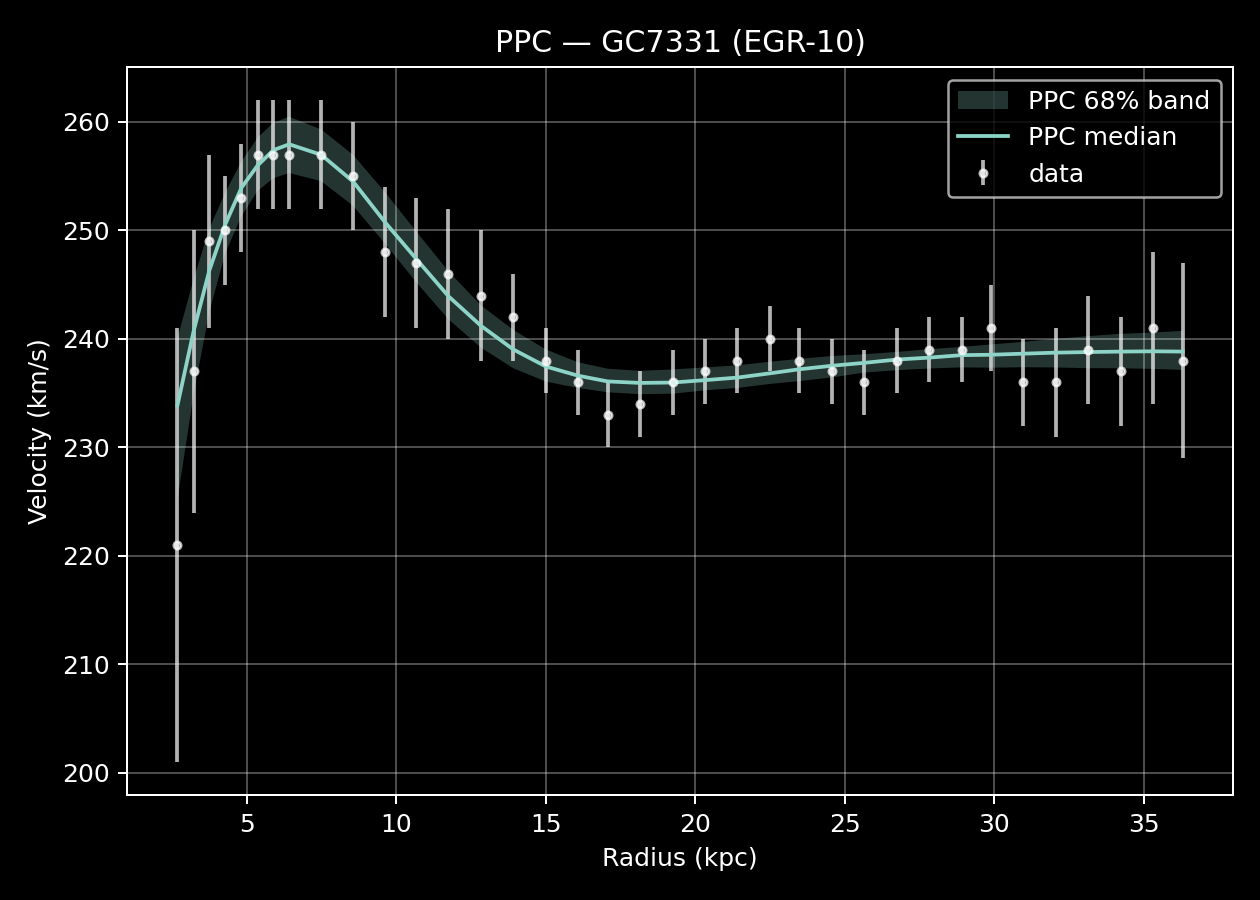 PPC — GC7331 (EGR-10)
PPC 68% band
PPC median
data
Velocity (km/s)
260
250
240
230
220
210
200
5 10 15 20 25 30 35
Radius (kpc)